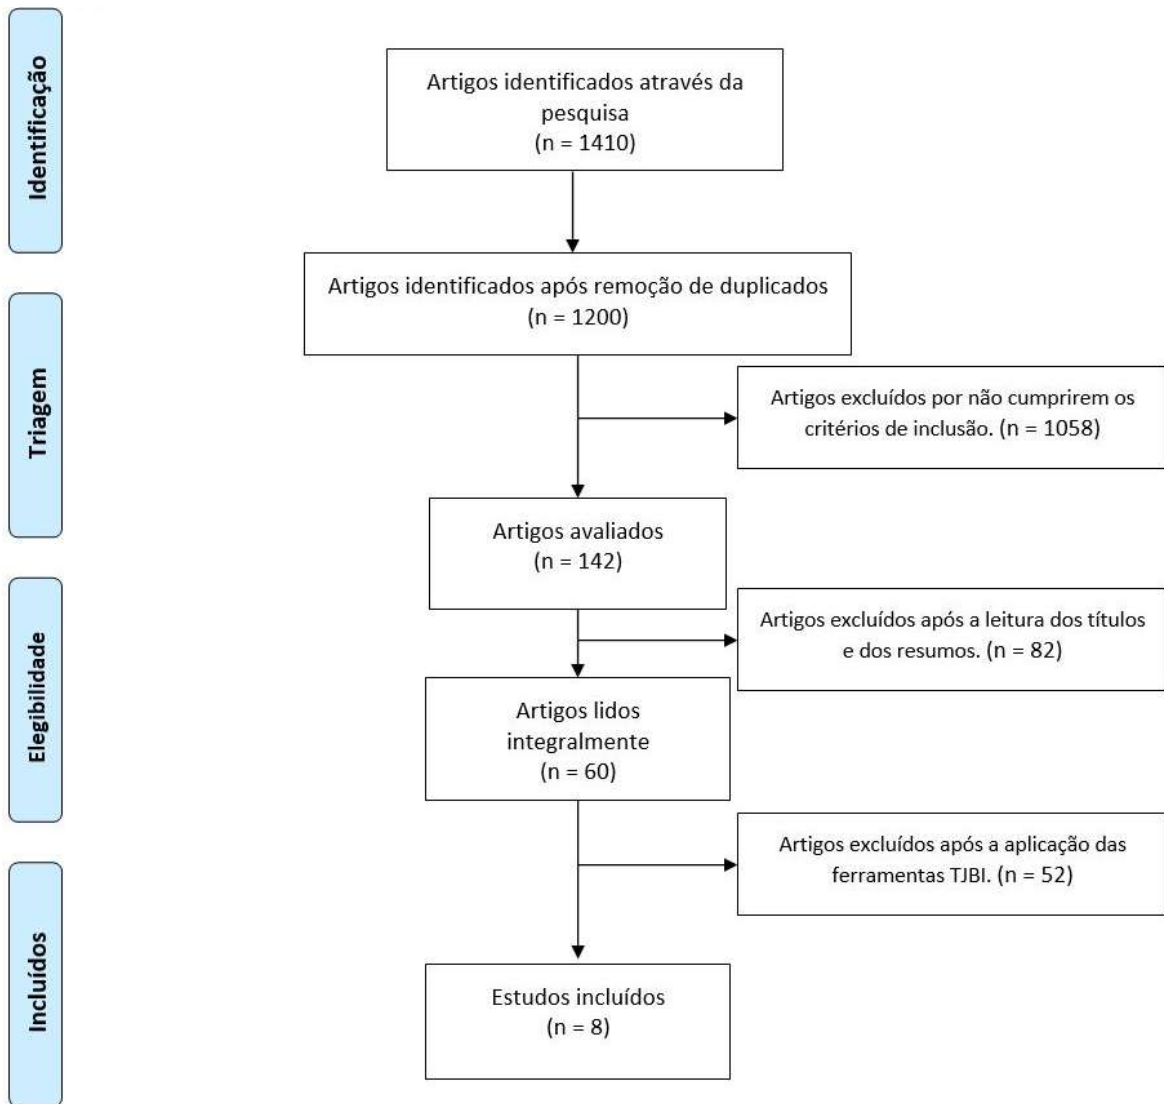 Identificação
Artigos identificados através da
pesquisa
(n = 1410)
Artigos identificados após remoção de duplicados
(n = 1200)
Triagem
Artigos excluídos por não cumprirem os
critérios de inclusão. (n = 1058)
Artigos avaliados
(n = 142)
Elegibilidade
Artigos excluídos após a leitura dos títulos
e dos resumos. (n = 82)
Artigos lidos
integralmente
(n = 60)
Artigos excluídos após a aplicação das
ferramentas TJBI. (n = 52)
Incluídos
Estudos incluídos
(n = 8)